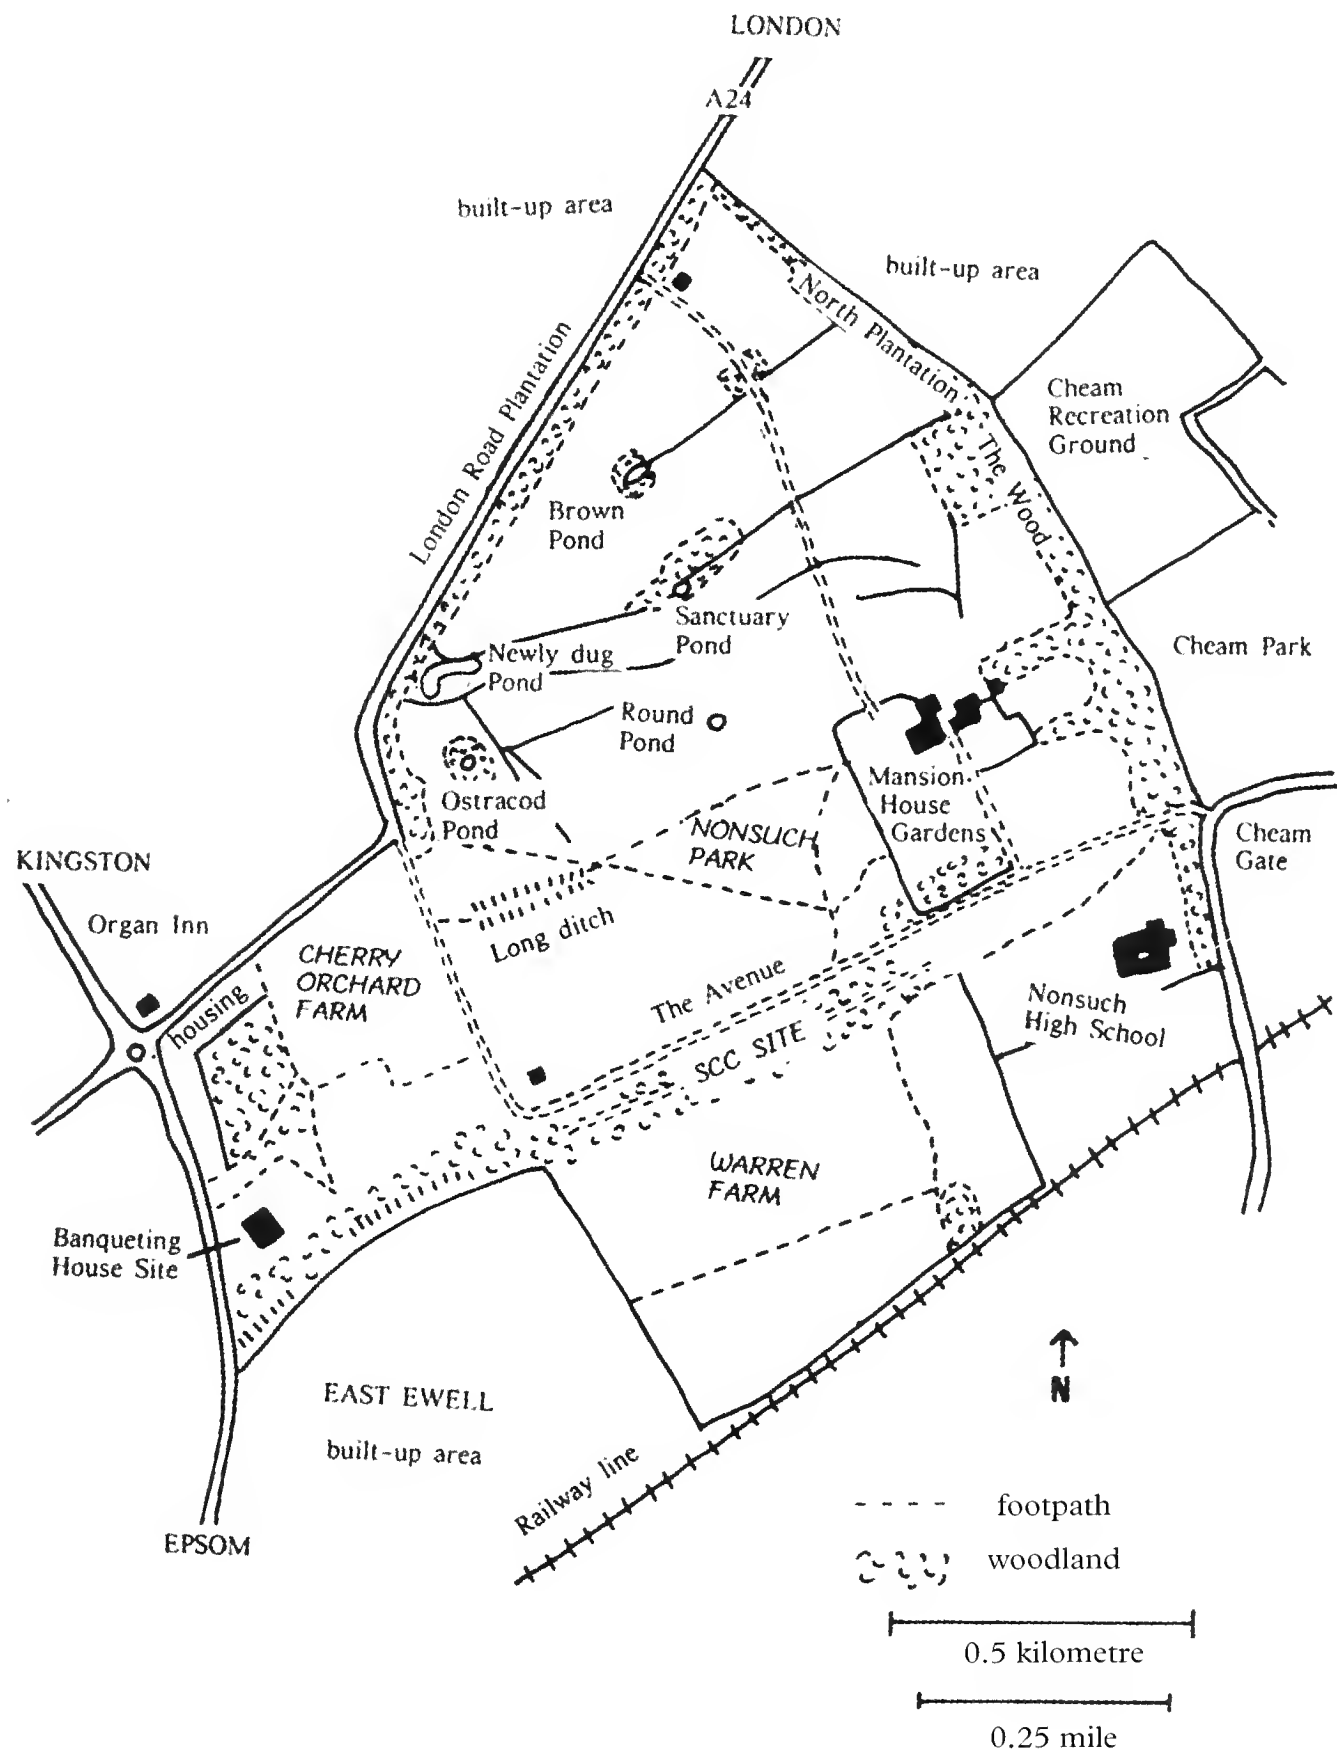 LONDON
A24
built-up area
built-up area
North Plantation
London Road Plantation
Cheam
Recreation
Ground
The Wood
Brown
Pond
Sanctuary
Pond
Cheam Park
Newly dug
Pond
Round
Pond
Mansion
House
Gardens
Ostracod
Pond
NONSUCH
PARK
Cheam
Gate
KINGSTON
Organ Inn
Long ditch
CHERRY
ORCHARD
FARM
housing
The Avenue
SCC SITE
Nonsuch
High School
WARREN
FARM
Banqueting
House Site
EAST EWELL
built-up area
N
Railway line
EPSOM
footpath
woodland
0.5 kilometre
0.25 mile